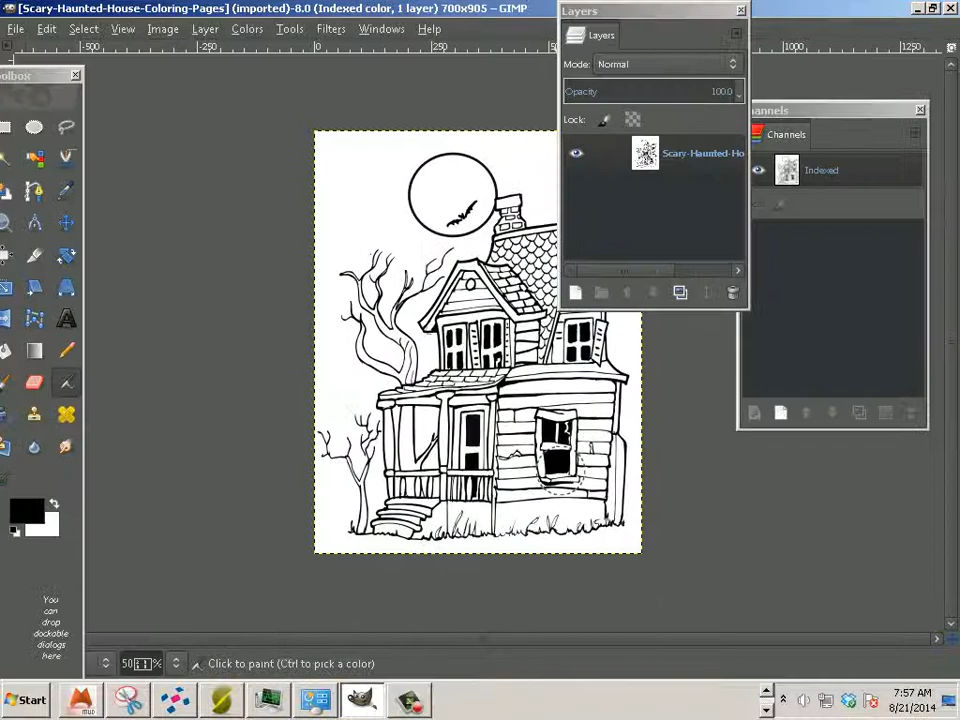 [Scary-Haunted-House-Coloring-Pages] (imported)-8.0 (Indexed color, 1 layer) 700x905 – GIMP
File Edit Select View Image Layer Colors Tools Filters Windows Help
-500 -250 0 1000 1250
Layers
Layers
Mode: Normal
Opacity 100.0
Lock:
Scary-Haunted-Ho
Channels
Indexed
You
can
drop
dockable
dialogs
here
50 %
Click to paint (Ctrl to pick a color)
Start
MUD
7:57 AM
8/21/2014